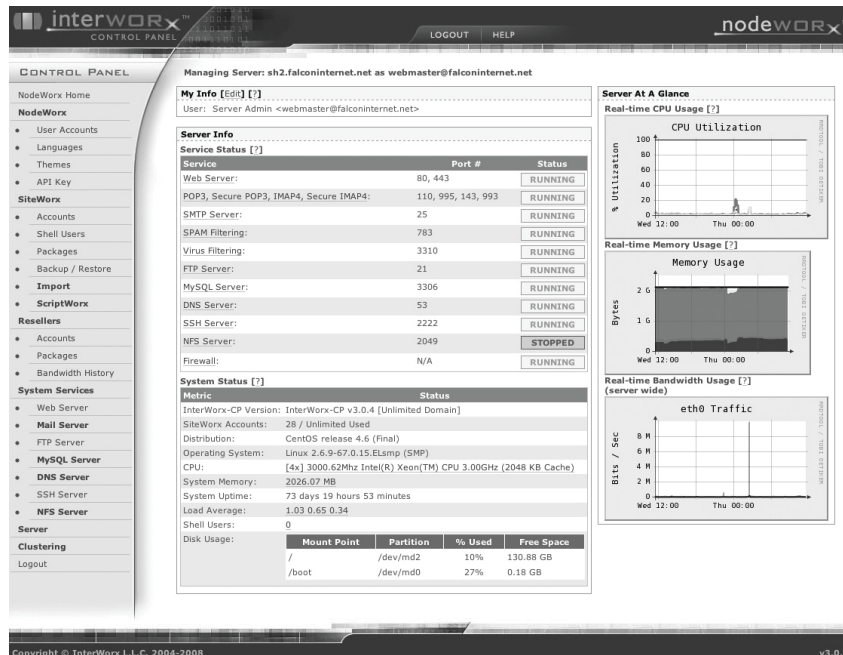 interworx™
CONTROL PANEL
LOGOUT HELP
nodeworx
CONTROL PANEL
NodeWorx Home
NodeWorx
• User Accounts
• Languages
• Themes
• API Key
SiteWorx
• Accounts
• Shell Users
• Packages
• Backup / Restore
• Import
• ScriptWorx
Resellers
• Accounts
• Packages
• Bandwidth History
System Services
• Web Server
• Mail Server
• FTP Server
• MySQL Server
• DNS Server
• SSH Server
• NFS Server
Server
Clustering
Logout
Managing Server: sh2.falconinternet.net as webmaster@falconinternet.net
My Info [Edit] [?]
User: Server Admin <webmaster@falconinternet.net>
Server Info
Service Status [?]
Service Port # Status
Web Server: 80, 443 RUNNING
POP3, Secure POP3, IMAP4, Secure IMAP4: 110, 995, 143, 993 RUNNING
SMTP Server: 25 RUNNING
SPAM Filtering: 783 RUNNING
Virus Filtering: 3310 RUNNING
FTP Server: 21 RUNNING
MySQL Server: 3306 RUNNING
DNS Server: 53 RUNNING
SSH Server: 2222 RUNNING
NFS Server: 2049 STOPPED
Firewall: N/A RUNNING
System Status [?]
Metric Status
InterWorx-CP Version: InterWorx-CP v3.0.4 [Unlimited Domain]
SiteWorx Accounts: 28 / Unlimited Used
Distribution: CentOS release 4.6 (Final)
Operating System: Linux 2.6.9-67.0.15.ELsmp (SMP)
CPU: [4x] 3000.62Mhz Intel(R) Xeon(TM) CPU 3.00GHz (2048 KB Cache)
System Memory: 2026.07 MB
System Uptime: 73 days 19 hours 53 minutes
Load Average: 1.03 0.65 0.34
Shell Users: 0
Disk Usage: Mount Point Partition % Used Free Space
/ /dev/md2 10% 130.88 GB
/boot /dev/md0 27% 0.18 GB
Server At A Glance
Real-time CPU Usage [?]
CPU Utilization
% Utilization
100
80
60
40
20
0
Wed 12:00 Thu 00:00
RRDTOOL / TOBI OETIKER
Real-time Memory Usage [?]
Memory Usage
Bytes
2 G
1 G
0
Wed 12:00 Thu 00:00
RRDTOOL / TOBI OETIKER
Real-time Bandwidth Usage [?]
(server wide)
eth0 Traffic
Bits / Sec
8 M
6 M
4 M
2 M
0
Wed 12:00 Thu 00:00
RRDTOOL / TOBI OETIKER
Copyright © InterWorx L.L.C. 2004-2008
v3.0